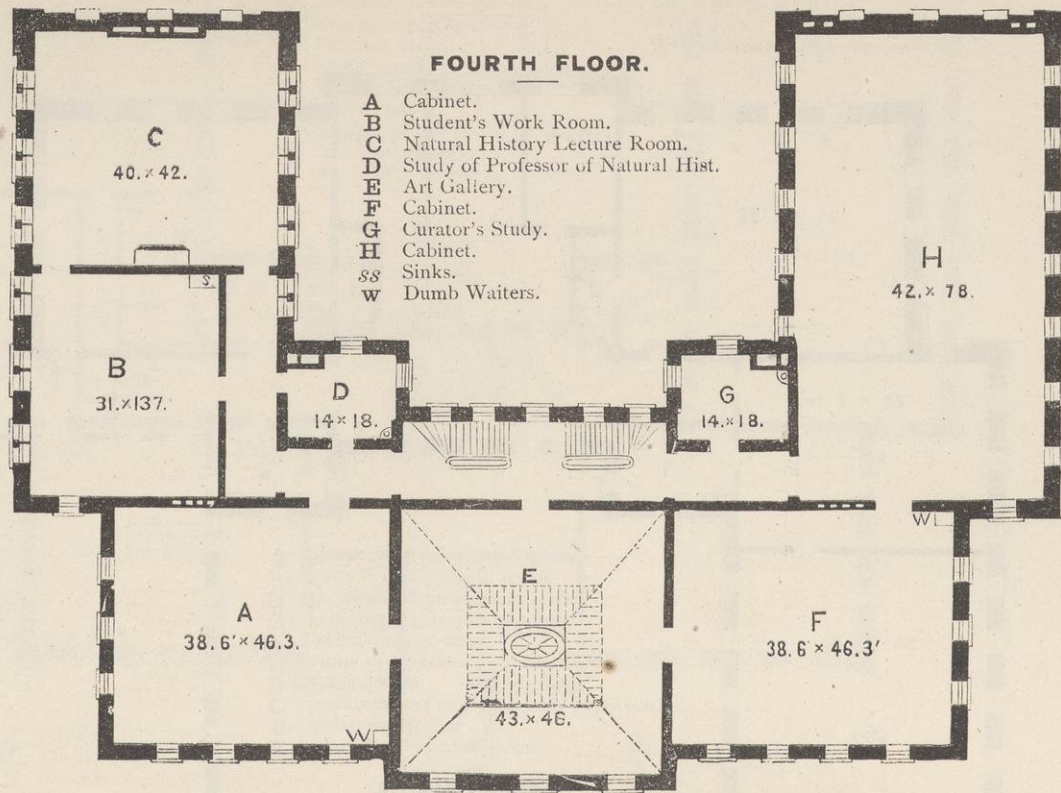 FOURTH FLOOR.
A Cabinet.
B Student's Work Room.
C Natural History Lecture Room.
D Study of Professor of Natural Hist.
E Art Gallery.
F Cabinet.
G Curator's Study.
H Cabinet.
ss Sinks.
W Dumb Waiters.
C
40.×42.
H
42.×78.
S.
B
31.×137.
D
14×18.
G
14.×18.
W
A
38.6'×46.3.
E
F
38.6×46.3'
43.×46.
W